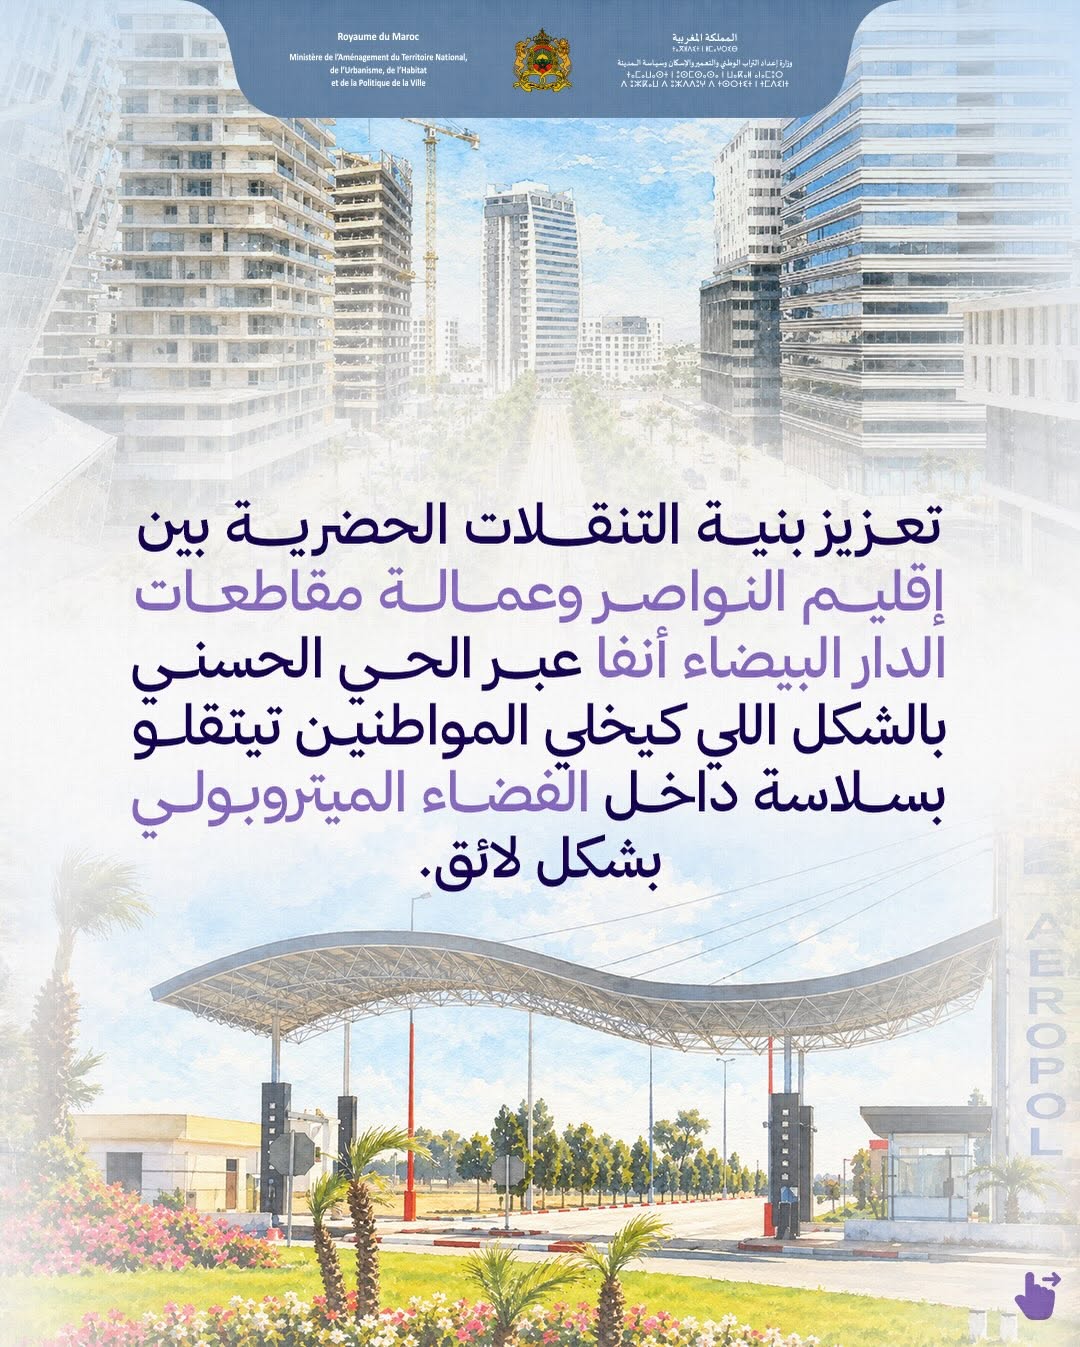 Royaume du Maroc
Ministère de l'Aménagement du Territoire National,
de l'Urbanisme, de l'Habitat
et de la Politique de la Ville
المملكة المغربية
ⵜⴰⴳⵍⴷⵉⵜ ⵏ ⵍⵎⵖⵔⵉⴱ
وزارة إعداد التراب الوطني والتعمير والإسكان وسياسة المدينة
تعزيز بنية التنقلات الحضرية بين
إقليم النواصر وعمالة مقاطعات
الدار البيضاء أنفا عبر الحي الحسني
بالشكل اللي كيخلي المواطنين تيتقلو
بسلاسة داخل الفضاء الميتروبولي
بشكل لائق.
AEROPOL